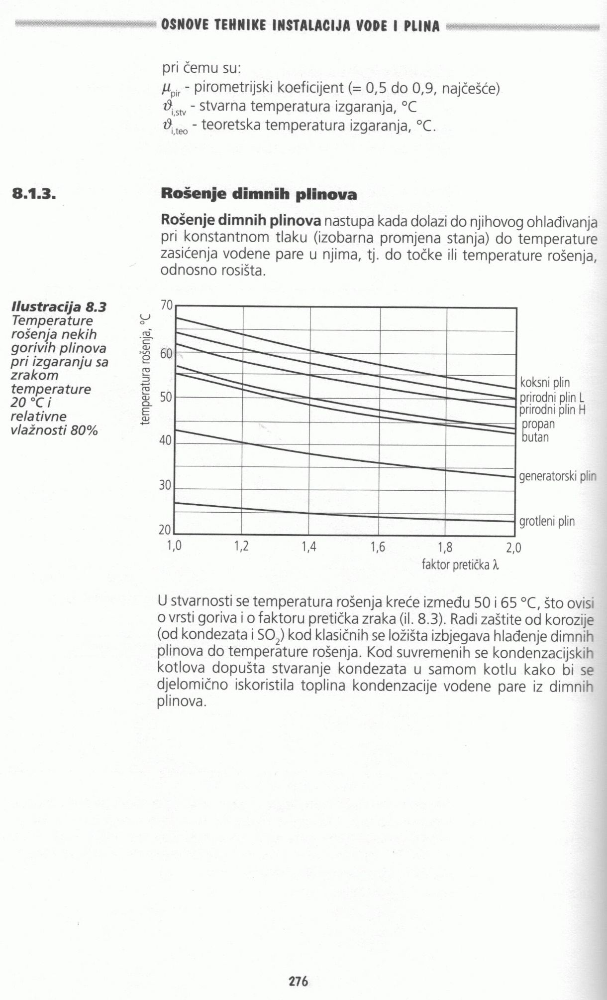 OSNOVE TEHNIKE INSTALACIJA VODE I PLINA
pri čemu su:
μpir - pirometrijski koeficijent (= 0,5 do 0,9, najčešće)
ϑi,stv - stvarna temperatura izgaranja, °C
ϑi,teo - teoretska temperatura izgaranja, °C.
8.1.3. Rošenje dimnih plinova
Rošenje dimnih plinova nastupa kada dolazi do njihovog ohlađivanja
pri konstantnom tlaku (izobarna promjena stanja) do temperature
zasićenja vodene pare u njima, tj. do točke ili temperature rošenja,
odnosno rosišta.
Ilustracija 8.3
Temperature
rošenja nekih
gorivih plinova
pri izgaranju sa
zrakom
temperature
20 °C i
relativne
vlažnosti 80%
temperatura rošenja, °C
70
60
50
40
30
20
koksni plin
prirodni plin L
prirodni plin H
propan
butan
generatorski plin
grotleni plin
1,0 1,2 1,4 1,6 1,8 2,0
faktor pretička λ
U stvarnosti se temperatura rošenja kreće između 50 i 65 °C, što ovisi
o vrsti goriva i o faktoru pretička zraka (il. 8.3). Radi zaštite od korozije
(od kondezata i SO₂) kod klasičnih se ložišta izbjegava hlađenje dimnih
plinova do temperature rošenja. Kod suvremenih se kondenzacijskih
kotlova dopušta stvaranje kondezata u samom kotlu kako bi se
djelomično iskoristila toplina kondenzacije vodene pare iz dimnih
plinova.
276